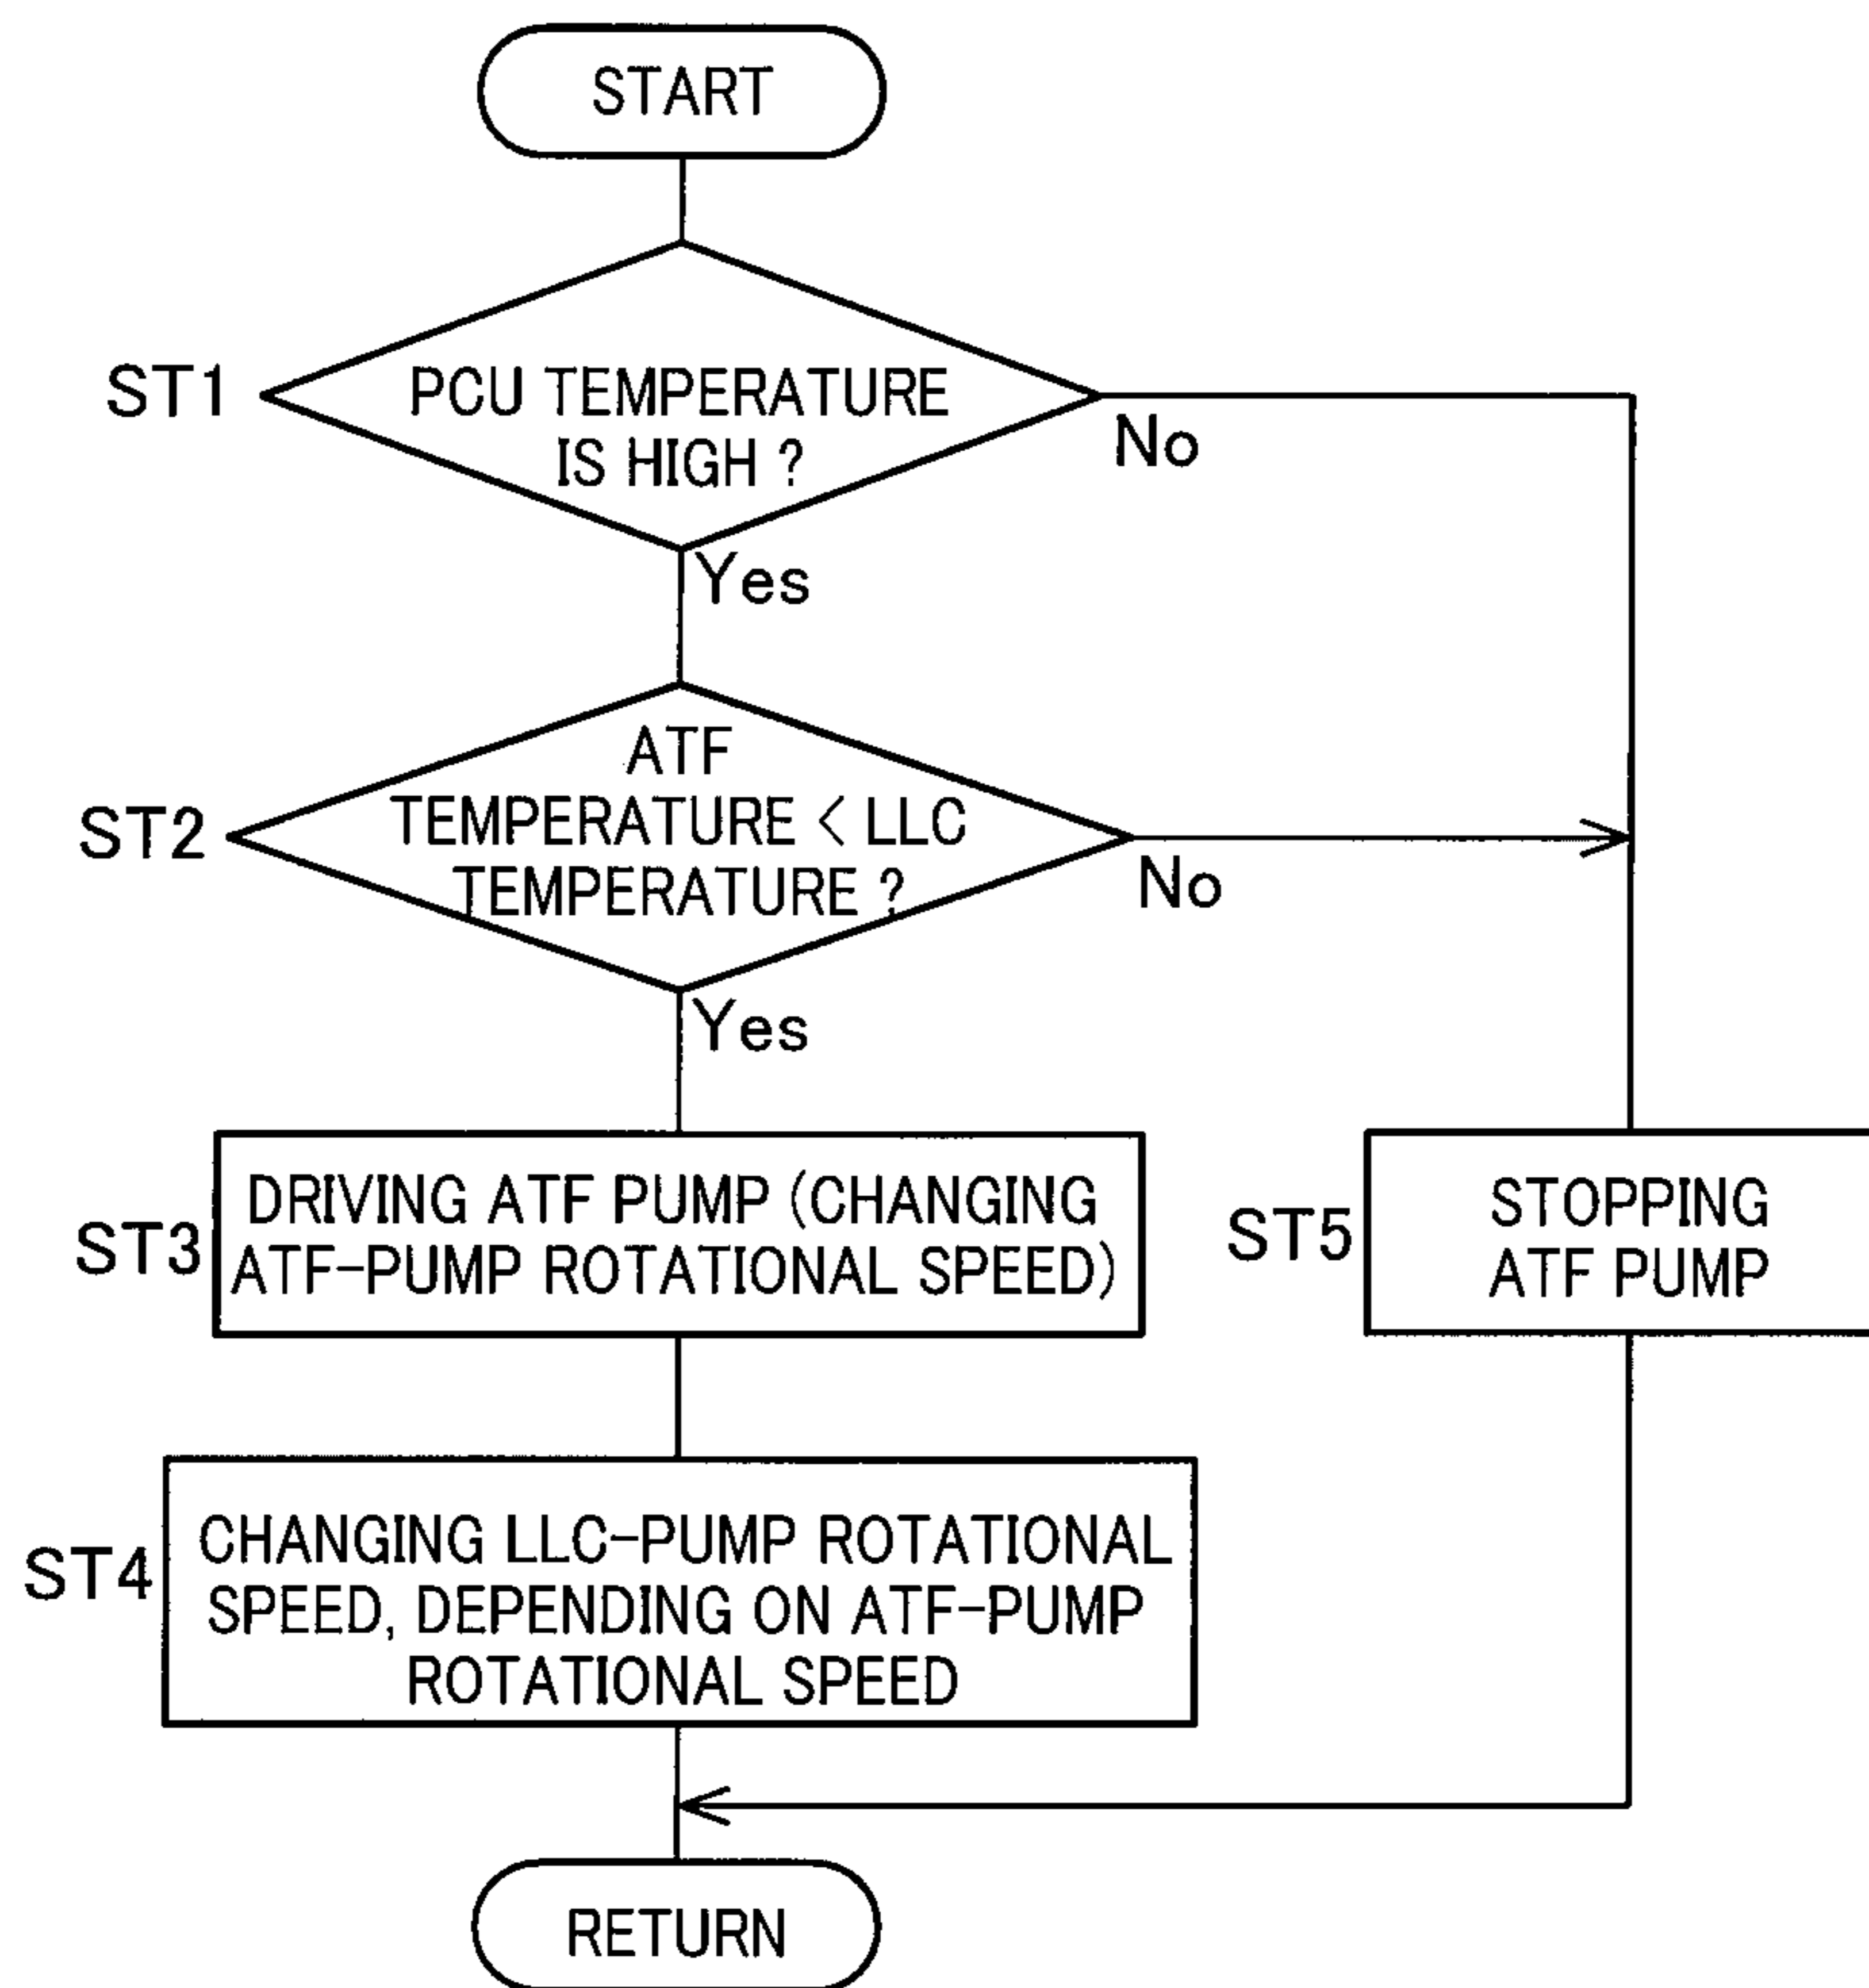 START
ST1
PCU TEMPERATURE
IS HIGH ?
No
Yes
ST2
ATF
TEMPERATURE < LLC
TEMPERATURE ?
No
Yes
ST3
DRIVING ATF PUMP (CHANGING
ATF-PUMP ROTATIONAL SPEED)
ST5
STOPPING
ATF PUMP
ST4
CHANGING LLC-PUMP ROTATIONAL
SPEED, DEPENDING ON ATF-PUMP
ROTATIONAL SPEED
RETURN